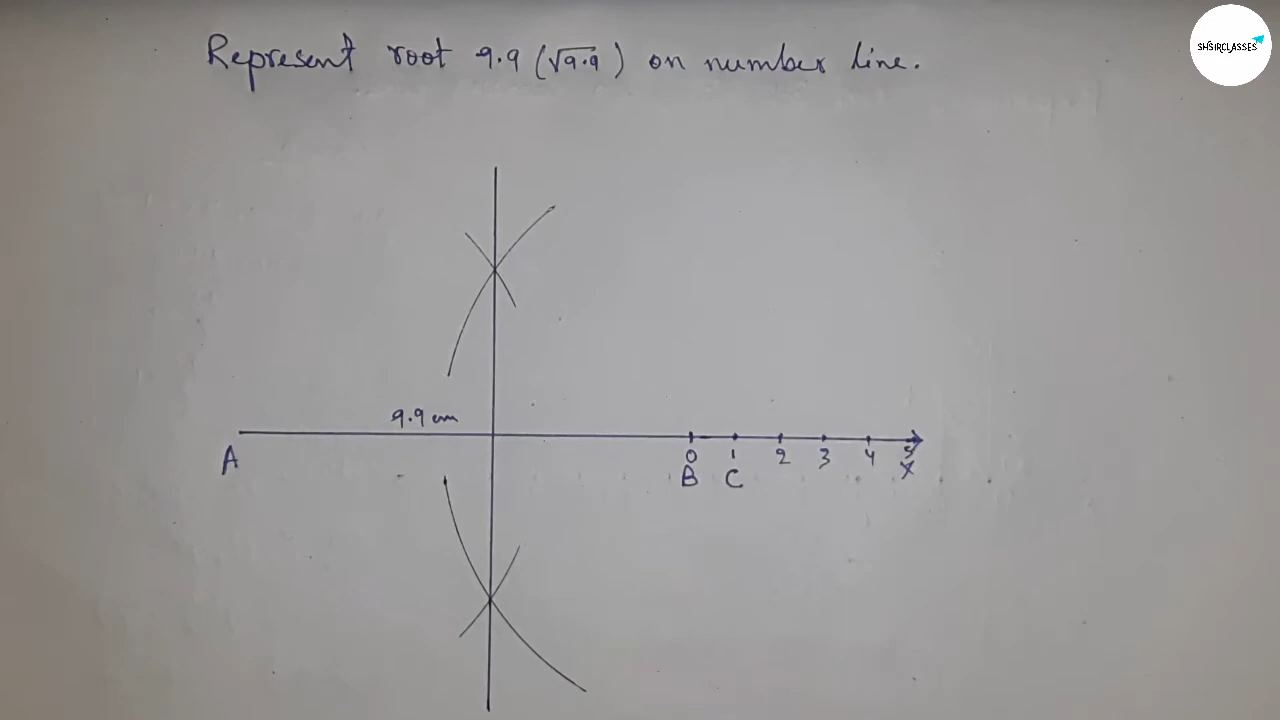 Represent root 9.9 (√9.9) on number line.
SHSIRCLASSES
9.9 cm
A 0 1 2 3 4 5
B C X